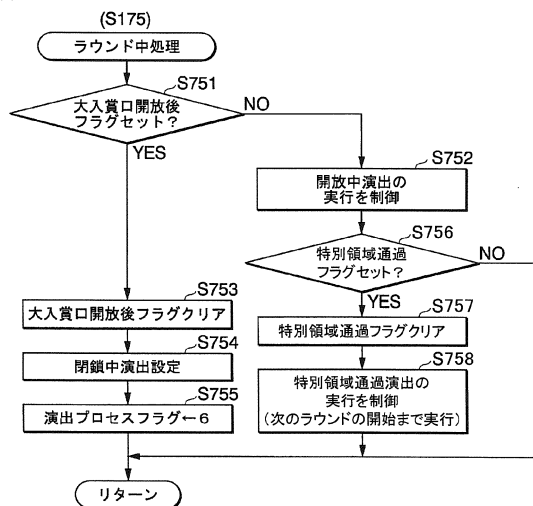 (S175)
ラウンド中処理
S751
大入賞口開放後
フラグセット？
NO
YES
S752
開放中演出の
実行を制御
S756
特別領域通過
フラグセット？
NO
YES
S753
大入賞口開放後フラグクリア
S757
特別領域通過フラグクリア
S754
閉鎖中演出設定
S758
特別領域通過演出の
実行を制御
(次のラウンドの開始まで実行)
S755
演出プロセスフラグ←6
リターン